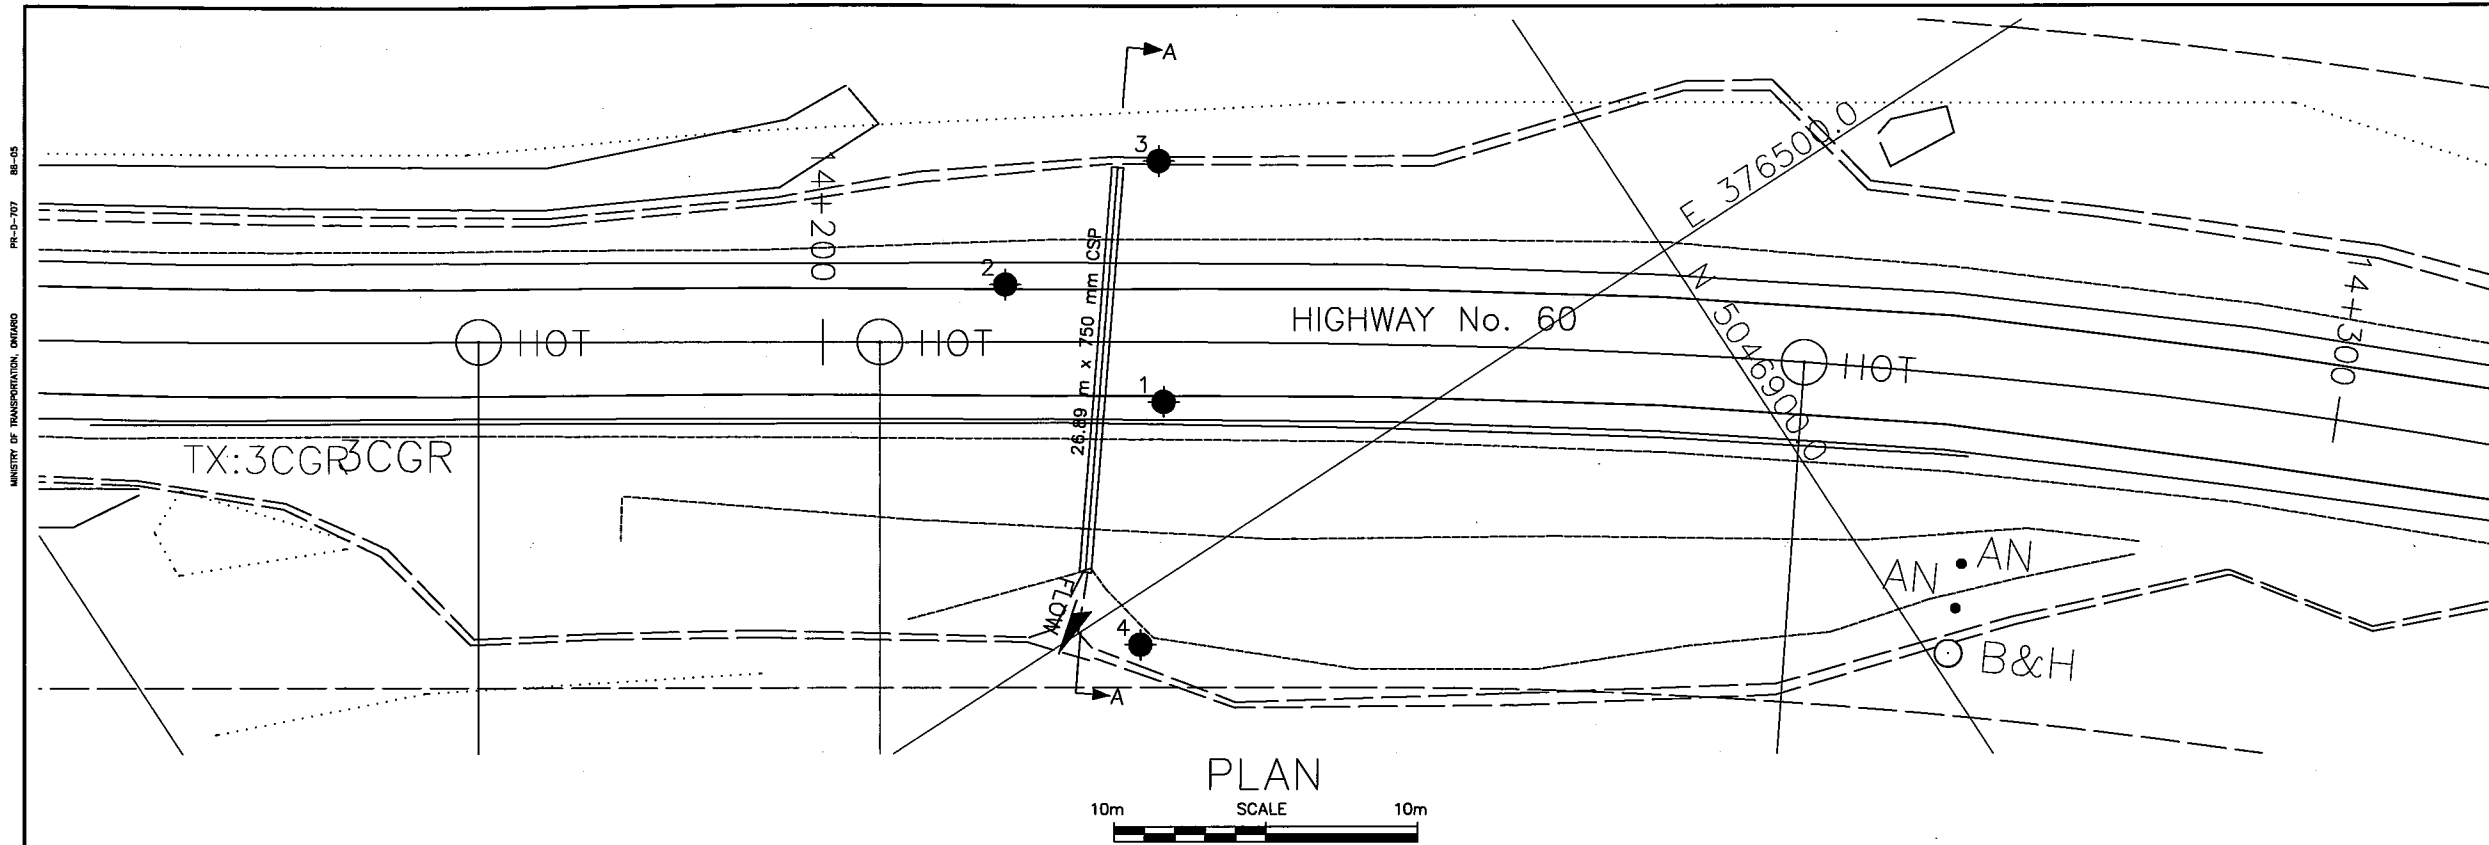 MINISTRY OF TRANSPORTATION, ONTARIO PR-D-707 88-05
A
3
14+200
E 376500.0
2
26.89 m x 750 mm CSP
HIGHWAY No. 60
N 5046900.0
14+300
HOT
HOT
HOT
1
TX:3CGR
3CGR
FLOW
4
AN
AN
B&H
A
PLAN
10m SCALE 10m